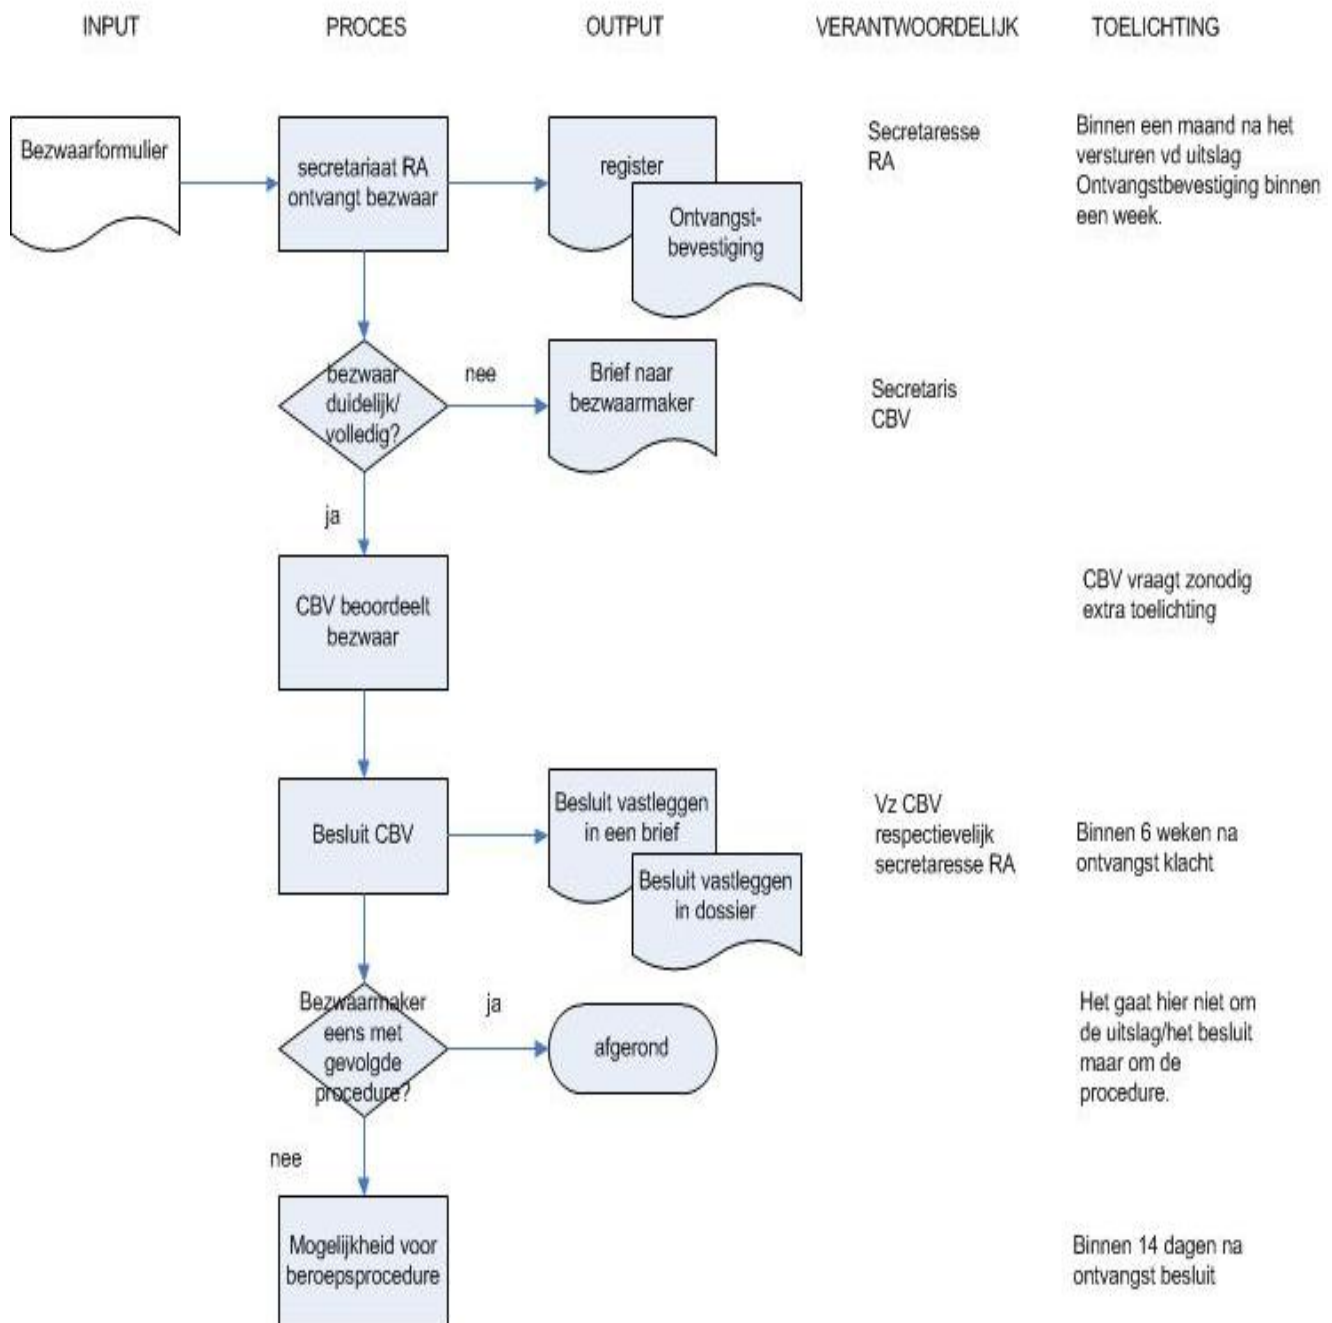 INPUT
PROCES
OUTPUT
VERANTWOORDELIJK
TOELICHTING
Bezwaarformulier
secretariaat RA
ontvangt bezwaar
register
Ontvangst-
bevestiging
Secretaresse
RA
Binnen een maand na het
versturen vd uitslag
Ontvangstbevestiging binnen
een week.
bezwaar
duidelijk/
volledig?
nee
Brief naar
bezwaarmaker
Secretaris
CBV
ja
CBV beoordeelt
bezwaar
CBV vraagt zonodig
extra toelichting
Besluit CBV
Besluit vastleggen
in een brief
Besluit vastleggen
in dossier
Vz CBV
respectievelijk
secretaresse RA
Binnen 6 weken na
ontvangst klacht
Bezwaarmaker
eens met
gevolgde
procedure?
ja
afgerond
Het gaat hier niet om
de uitslag/het besluit
maar om de
procedure.
nee
Mogelijkheid voor
beroepsprocedure
Binnen 14 dagen na
ontvangst besluit